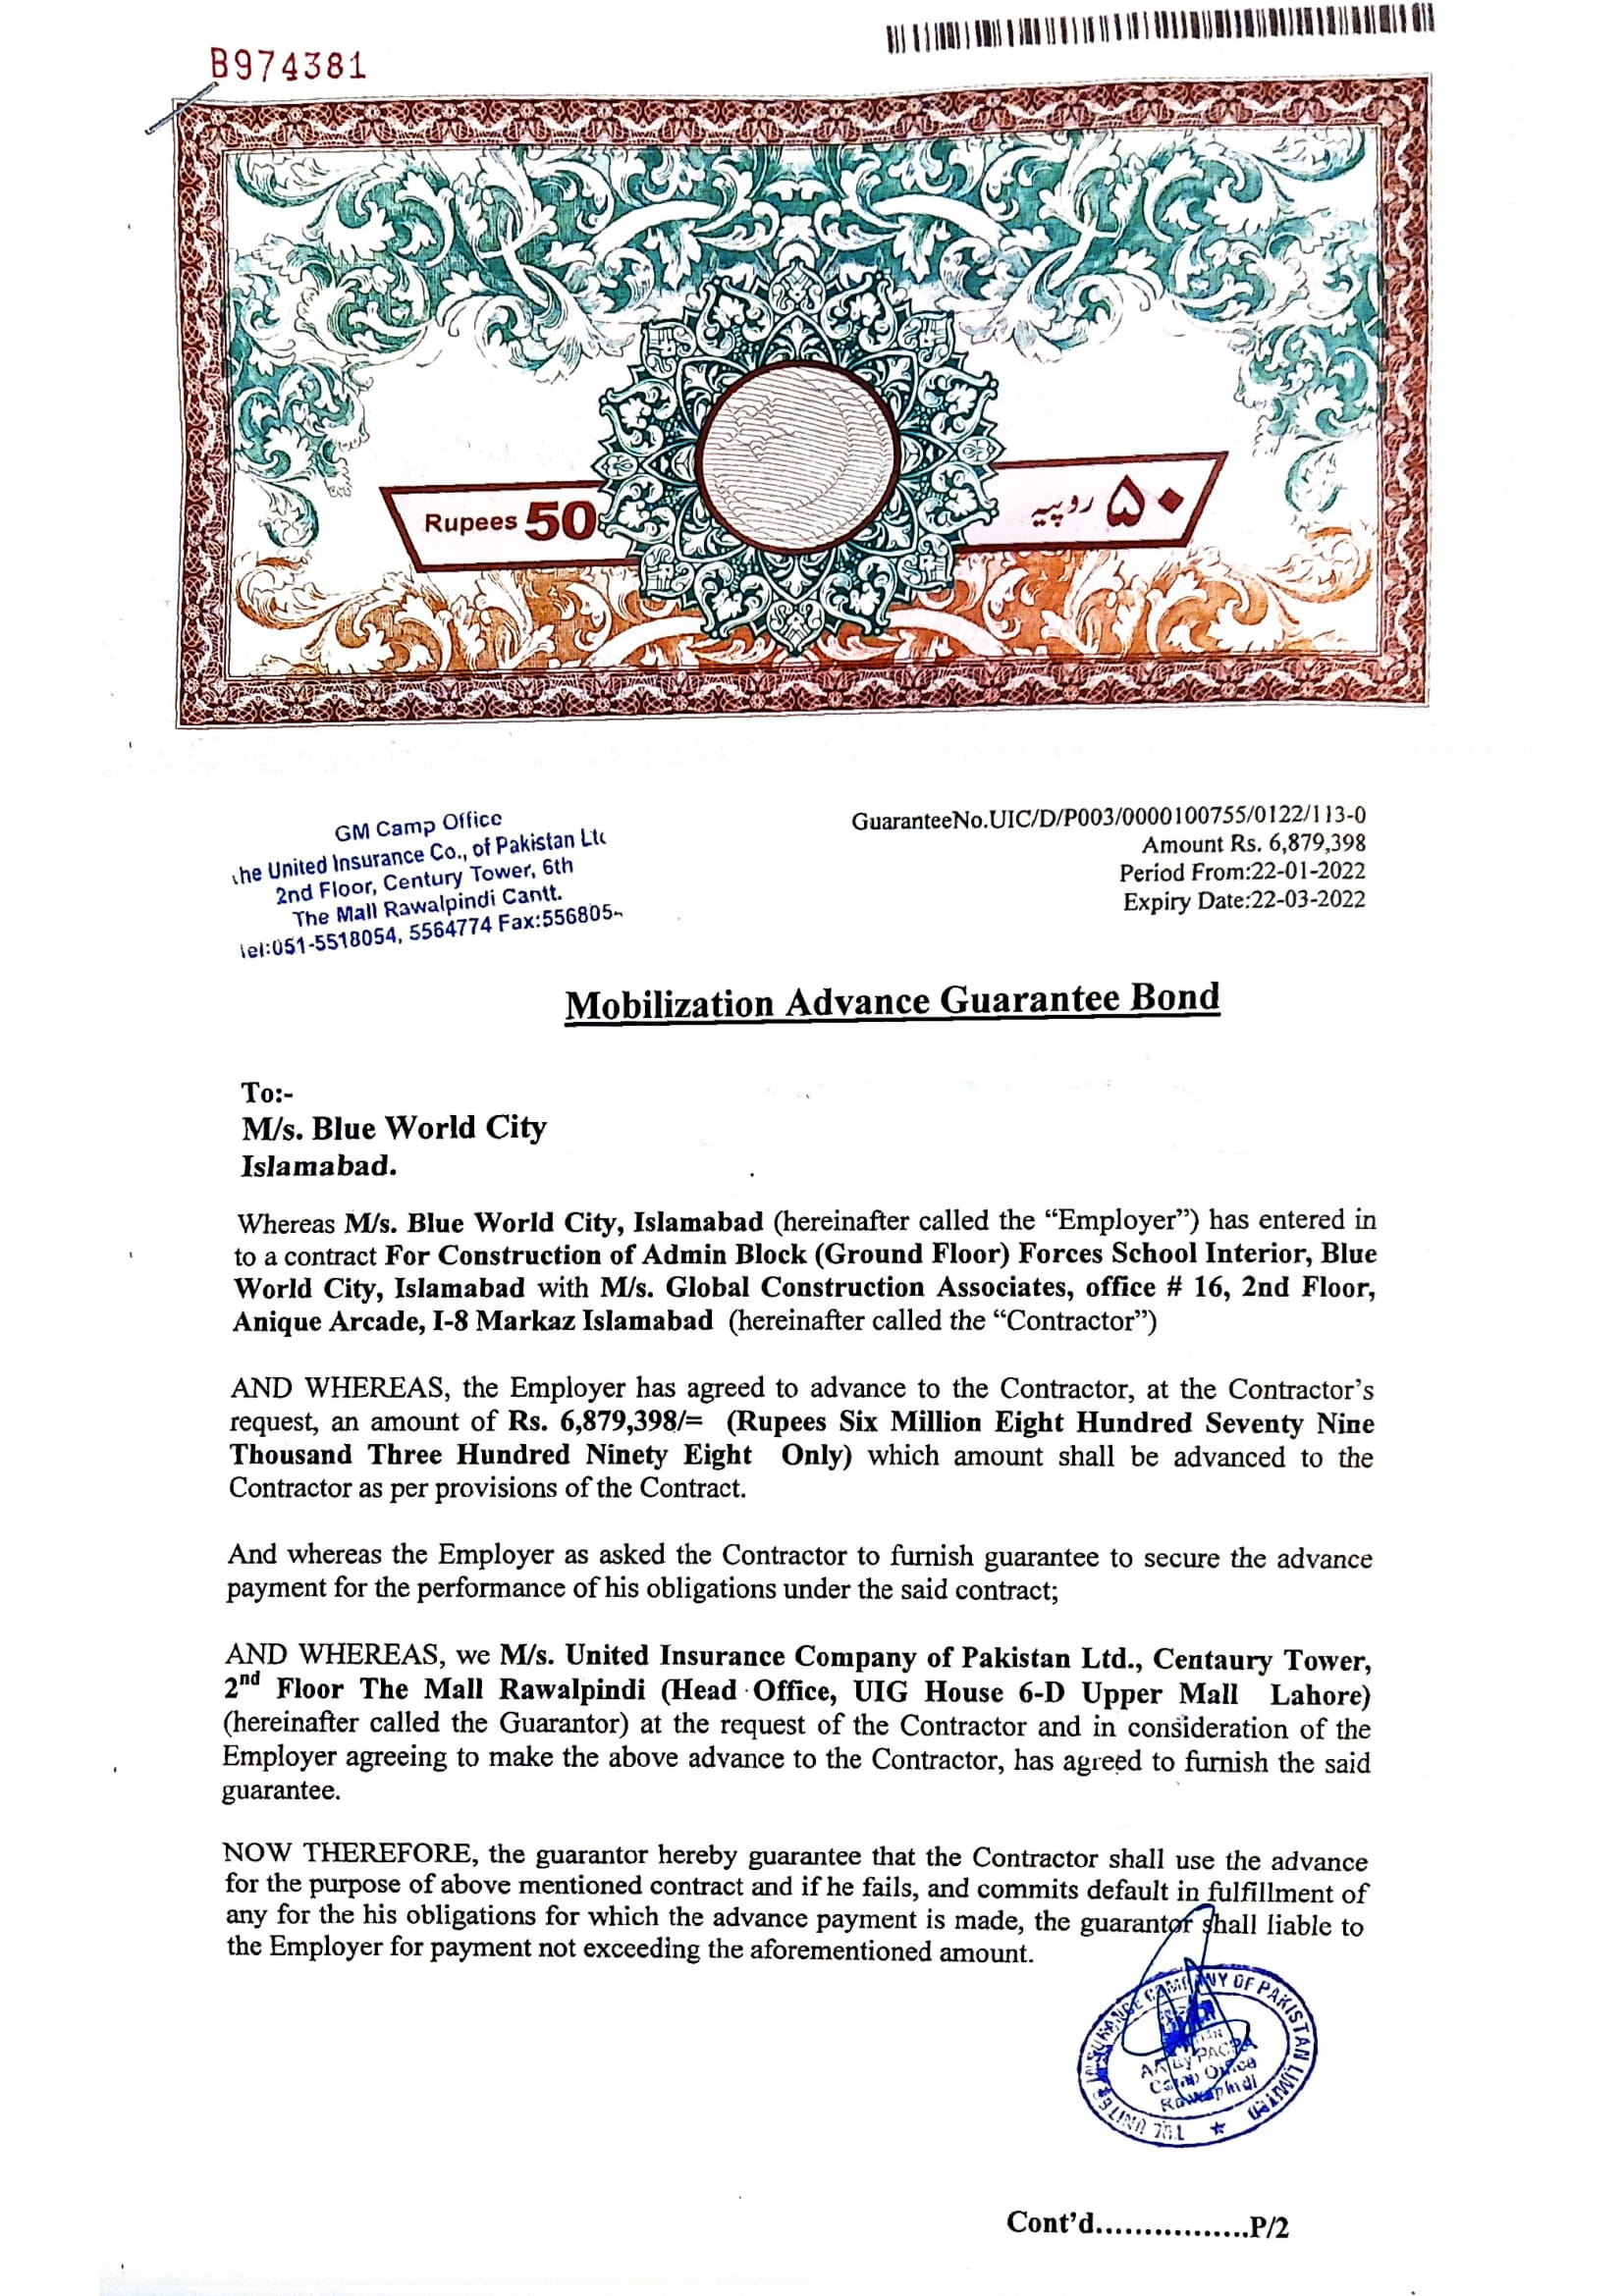 B974381
Rupees 50
۵۰ روپیہ
GM Camp Office
he United Insurance Co., of Pakistan Lt
2nd Floor, Century Tower, 6th
The Mall Rawalpindi Cantt.
el:051-5518054, 5564774 Fax:556805
GuaranteeNo.UIC/D/P003/0000100755/0122/113-0
Amount Rs. 6,879,398
Period From:22-01-2022
Expiry Date:22-03-2022
Mobilization Advance Guarantee Bond
To:-
M/s. Blue World City
Islamabad.
Whereas M/s. Blue World City, Islamabad (hereinafter called the “Employer”) has entered in
to a contract For Construction of Admin Block (Ground Floor) Forces School Interior, Blue
World City, Islamabad with M/s. Global Construction Associates, office # 16, 2nd Floor,
Anique Arcade, I-8 Markaz Islamabad (hereinafter called the “Contractor”)
AND WHEREAS, the Employer has agreed to advance to the Contractor, at the Contractor’s
request, an amount of Rs. 6,879,398/= (Rupees Six Million Eight Hundred Seventy Nine
Thousand Three Hundred Ninety Eight Only) which amount shall be advanced to the
Contractor as per provisions of the Contract.
And whereas the Employer as asked the Contractor to furnish guarantee to secure the advance
payment for the performance of his obligations under the said contract;
AND WHEREAS, we M/s. United Insurance Company of Pakistan Ltd., Centaury Tower,
2nd Floor The Mall Rawalpindi (Head Office, UIG House 6-D Upper Mall Lahore)
(hereinafter called the Guarantor) at the request of the Contractor and in consideration of the
Employer agreeing to make the above advance to the Contractor, has agreed to furnish the said
guarantee.
NOW THEREFORE, the guarantor hereby guarantee that the Contractor shall use the advance
for the purpose of above mentioned contract and if he fails, and commits default in fulfillment of
any for the his obligations for which the advance payment is made, the guarantor shall liable to
the Employer for payment not exceeding the aforementioned amount.
INSURANCE COMPANY OF PAKISTAN LIMITED
Camp Office
Rawalpindi
Cont’d................P/2